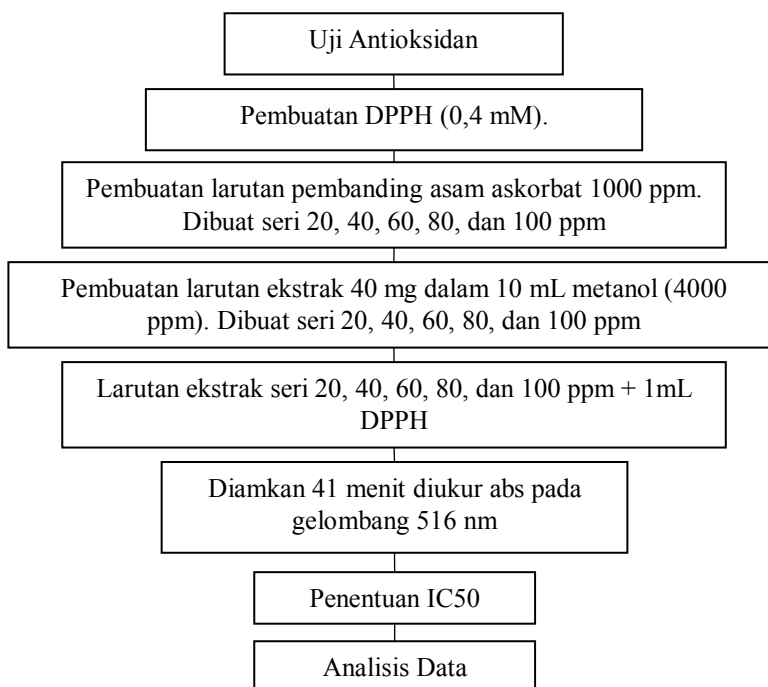 Uji Antioksidan
Pembuatan DPPH (0,4 mM).
Pembuatan larutan pembanding asam askorbat 1000 ppm.
Dibuat seri 20, 40, 60, 80, dan 100 ppm
Pembuatan larutan ekstrak 40 mg dalam 10 mL metanol (4000
ppm). Dibuat seri 20, 40, 60, 80, dan 100 ppm
Larutan ekstrak seri 20, 40, 60, 80, dan 100 ppm + 1mL
DPPH
Diamkan 41 menit diukur abs pada
gelombang 516 nm
Penentuan IC50
Analisis Data